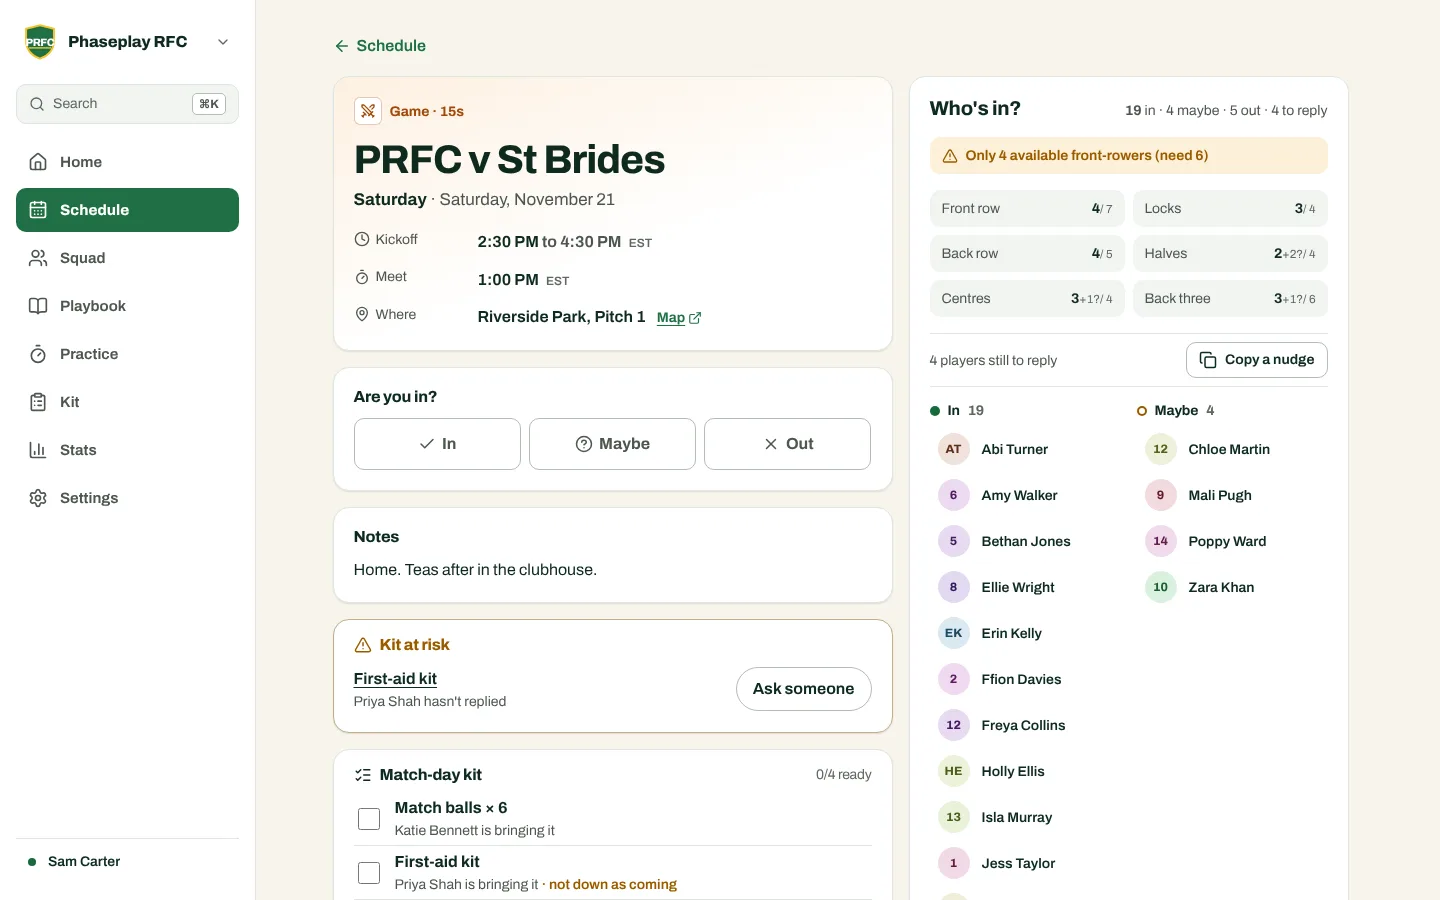 PRFC
Phaseplay RFC
Search
⌘K
Home
Schedule
Squad
Playbook
Practice
Kit
Stats
Settings
Sam Carter
Schedule
Game · 15s
PRFC v St Brides
Saturday · Saturday, November 21
Kickoff
2:30 PM to 4:30 PM EST
Meet
1:00 PM EST
Where
Riverside Park, Pitch 1 Map
Are you in?
In
Maybe
Out
Notes
Home. Teas after in the clubhouse.
Kit at risk
First-aid kit
Priya Shah hasn't replied
Ask someone
Match-day kit
0/4 ready
Match balls × 6
Katie Bennett is bringing it
First-aid kit
Priya Shah is bringing it · not down as coming
Who's in?
19 in · 4 maybe · 5 out · 4 to reply
Only 4 available front-rowers (need 6)
Front row 4/ 7
Locks 3/ 4
Back row 4/ 5
Halves 2+2?/ 4
Centres 3+1?/ 4
Back three 3+1?/ 6
4 players still to reply
Copy a nudge
In 19
AT Abi Turner
6 Amy Walker
5 Bethan Jones
8 Ellie Wright
EK Erin Kelly
2 Ffion Davies
12 Freya Collins
HE Holly Ellis
13 Isla Murray
1 Jess Taylor
Maybe 4
12 Chloe Martin
9 Mali Pugh
14 Poppy Ward
10 Zara Khan